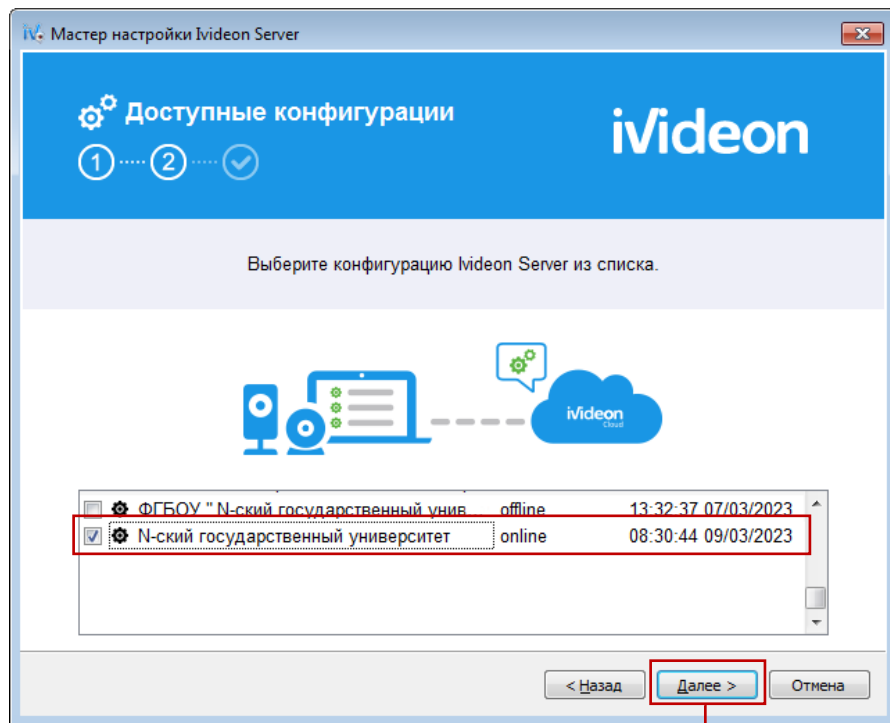 Мастер настройки Ivideon Server
Доступные конфигурации
iVideon
1 2
Выберите конфигурацию Ivideon Server из списка.
iVideon
Cloud
ФГБОУ " N-ский государственный унив... offline 13:32:37 07/03/2023
N-ский государственный университет online 08:30:44 09/03/2023
< Назад Далее > Отмена